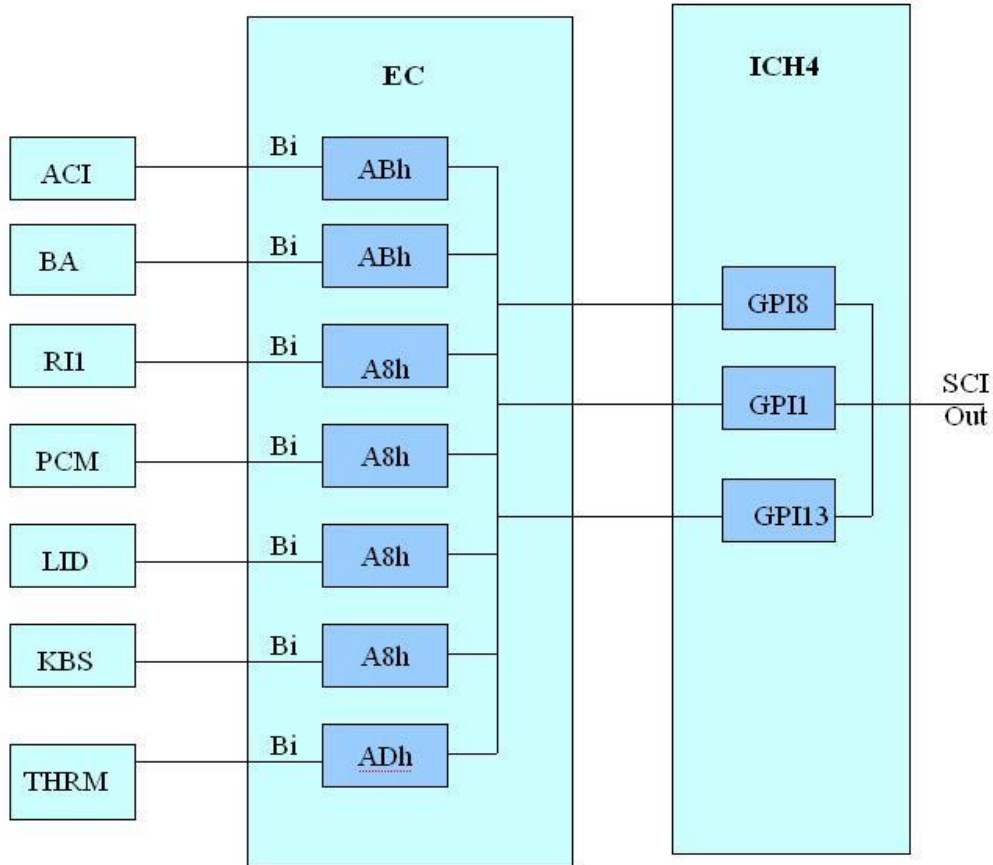 EC
ICH4
ACI
Bi
ABh
BA
Bi
ABh
GPI8
RI1
Bi
A8h
GPI1
SCI
Out
PCM
Bi
A8h
GPI13
LID
Bi
A8h
KBS
Bi
A8h
THRM
Bi
ADh